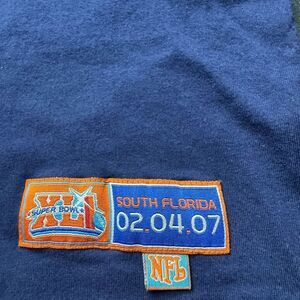 XLI
SUPER BOWL
SOUTH FLORIDA
02.04.07
NFL